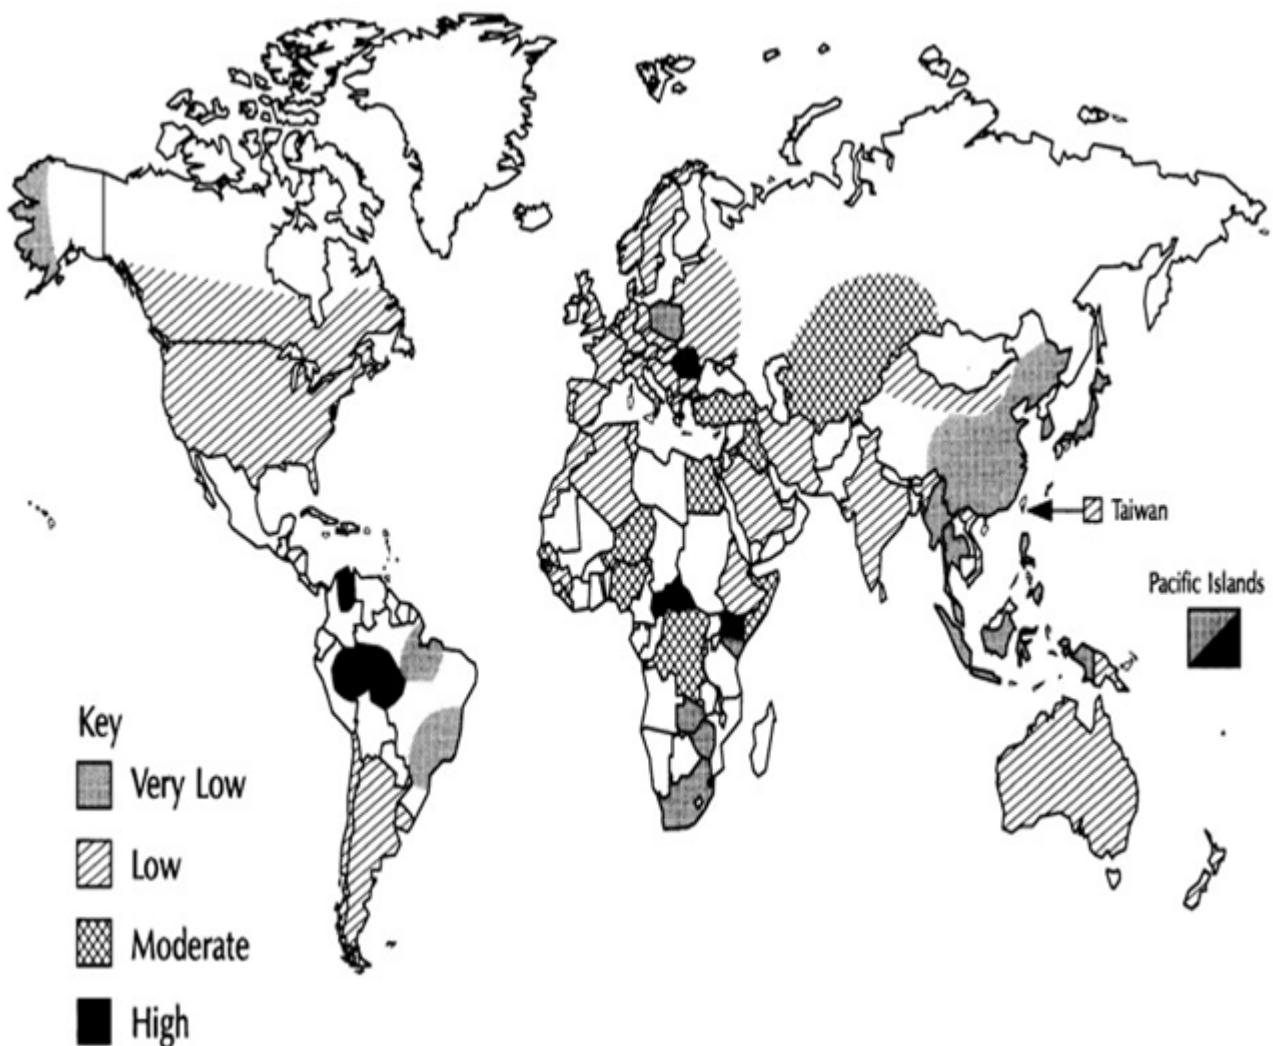 Taiwan
Pacific Islands
Key
Very Low
Low
Moderate
High